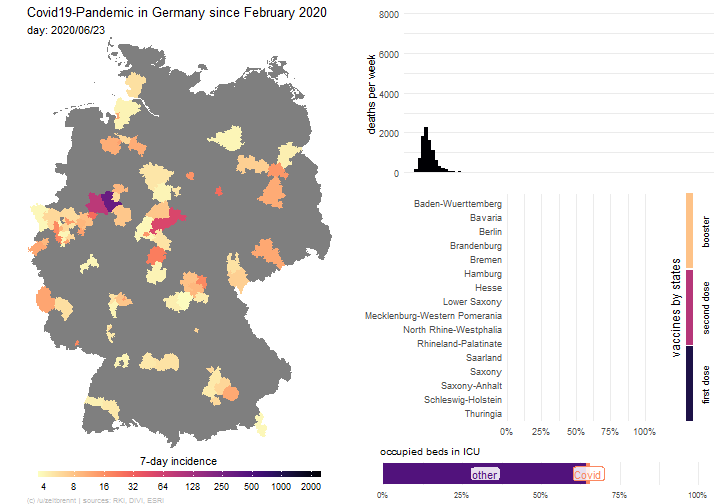 Covid19-Pandemic in Germany since February 2020
day: 2020/06/23
7-day incidence
4 8 16 32 64 126 250 500 1000 2000
(c) /u/zeitbremt | sources: RKI, DIVI, ESRI
deaths per week
8000
6000
4000
2000
0
Baden-Wuerttemberg
Bavaria
Berlin
Brandenburg
Bremen
Hamburg
Hesse
Lower Saxony
Mecklenburg-Western Pomerania
North Rhine-Westphalia
Rhineland-Palatinate
Saarland
Saxony
Saxony-Anhalt
Schleswig-Holstein
Thuringia
0% 25% 50% 75% 100%
vaccines by states
booster
second dose
first dose
occupied beds in ICU
other
Covid
0% 25% 50% 75% 100%